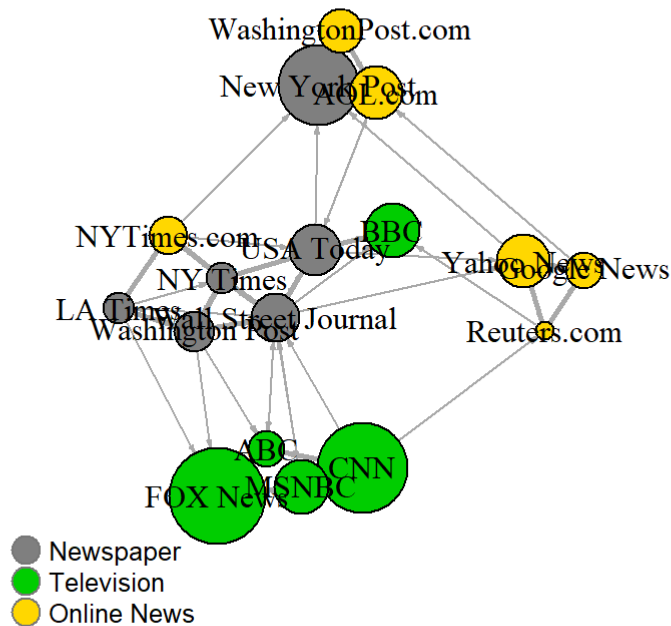 WashingtonPost.com
New York Post
AOL.com
NYTimes.com
USA Today
BBC
NY Times
Yahoo News
Google News
LA Times
Wall Street Journal
Washington Post
Reuters.com
ABC
CNN
MSNBC
FOX News
Newspaper
Television
Online News